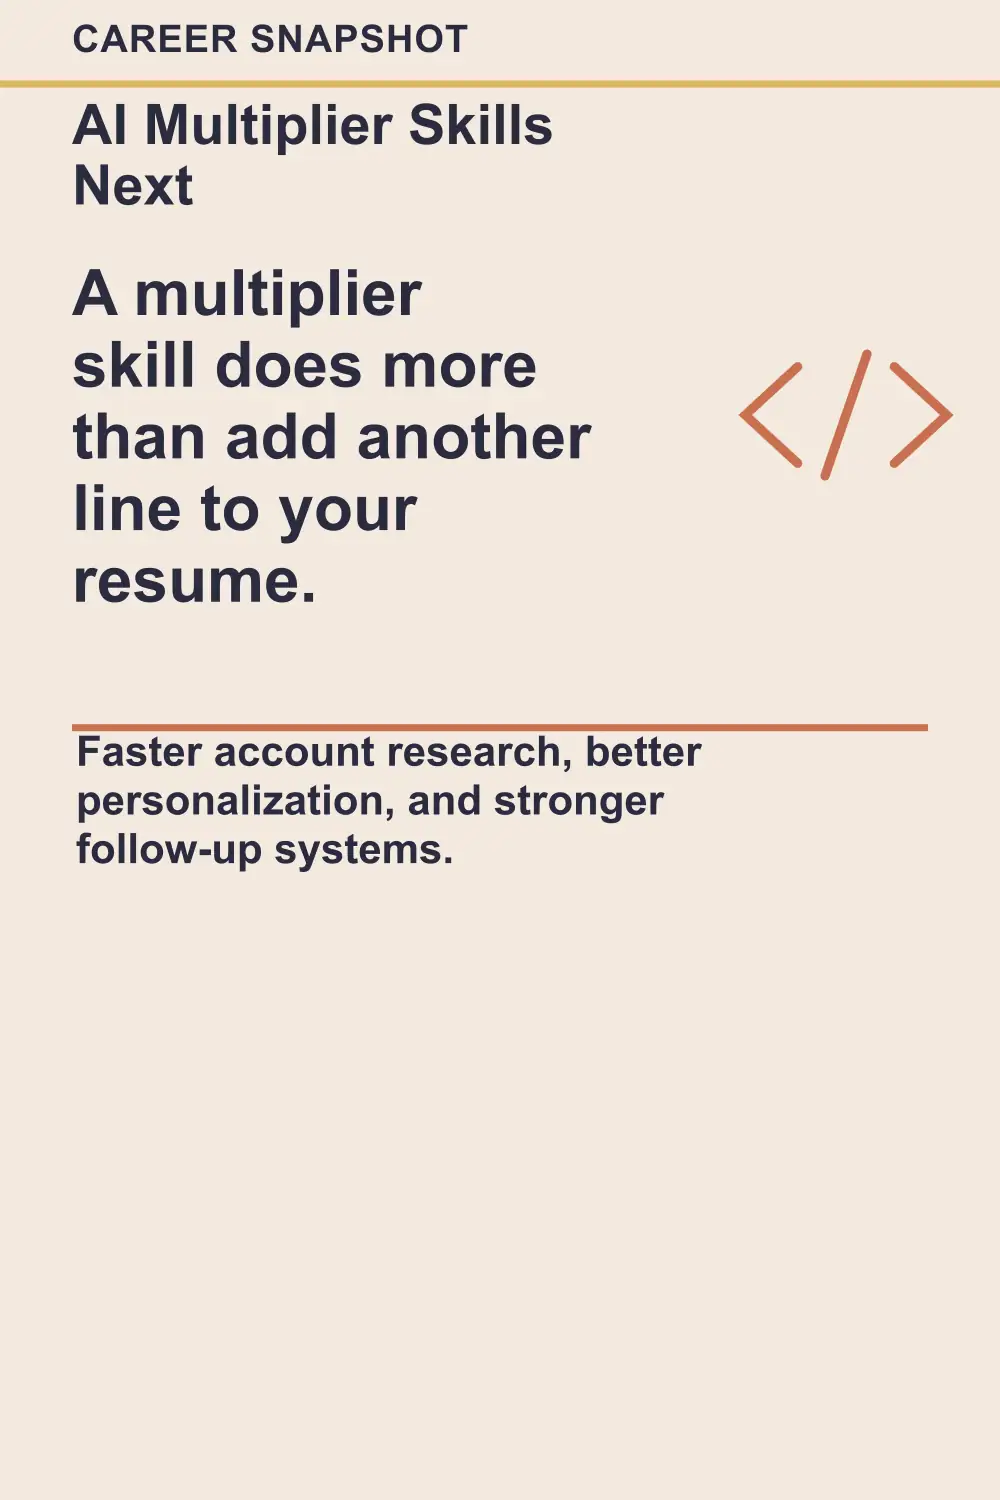 CAREER SNAPSHOT
AI Multiplier Skills
Next
A multiplier
skill does more
than add another
line to your
resume.
Faster account research, better
personalization, and stronger
follow-up systems.